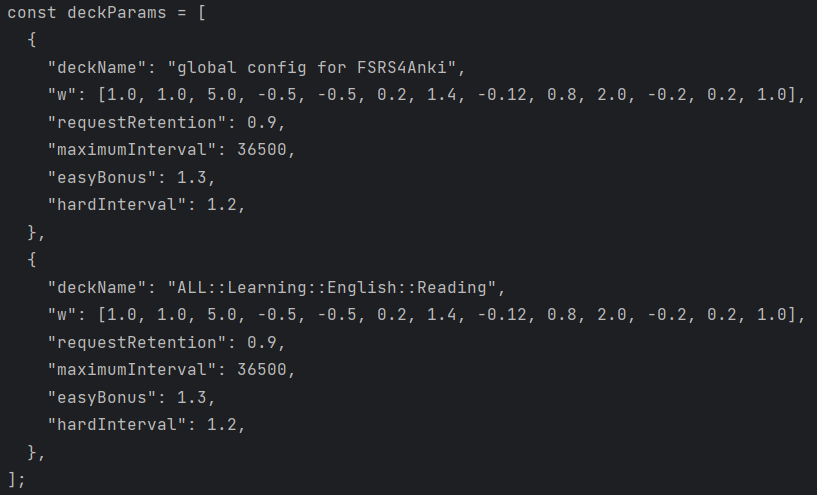 const deckParams = [
  {
    "deckName": "global config for FSRS4Anki",
    "w": [1.0, 1.0, 5.0, -0.5, -0.5, 0.2, 1.4, -0.12, 0.8, 2.0, -0.2, 0.2, 1.0],
    "requestRetention": 0.9,
    "maximumInterval": 36500,
    "easyBonus": 1.3,
    "hardInterval": 1.2,
  },
  {
    "deckName": "ALL::Learning::English::Reading",
    "w": [1.0, 1.0, 5.0, -0.5, -0.5, 0.2, 1.4, -0.12, 0.8, 2.0, -0.2, 0.2, 1.0],
    "requestRetention": 0.9,
    "maximumInterval": 36500,
    "easyBonus": 1.3,
    "hardInterval": 1.2,
  },
];